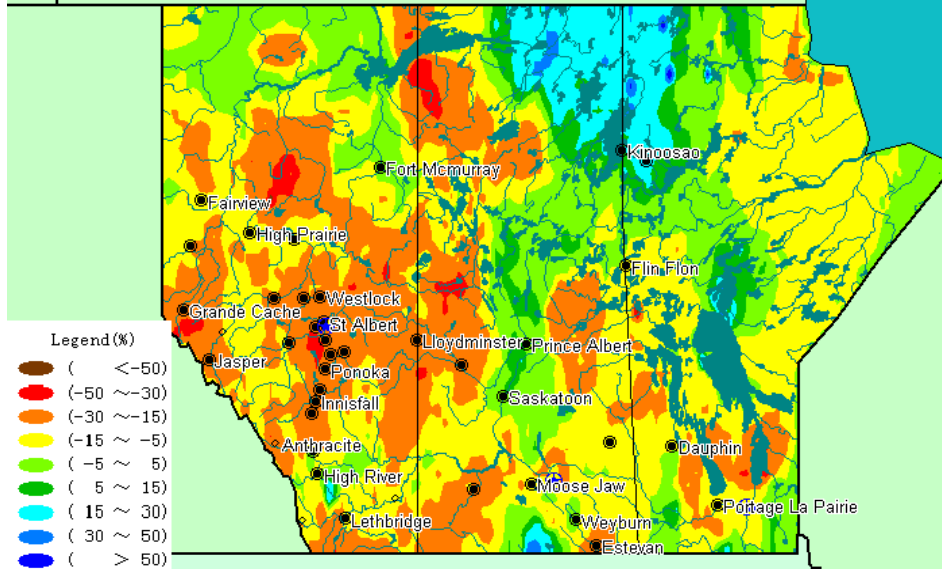 Kinoosao
Fort Mcmurray
Fairview
High Prairie
Flin Flon
Westlock
Grande Cache
St Albert
Lloydminster
Prince Albert
Jasper
Ponoka
Saskatoon
Innisfall
Anthracite
Dauphin
High River
Moose Jaw
Portage La Pairie
Lethbridge
Weyburn
Estevan
Legend(%)
( <-50)
(-50 ~-30)
(-30 ~-15)
(-15 ~ -5)
( -5 ~ 5)
( 5 ~ 15)
( 15 ~ 30)
( 30 ~ 50)
( > 50)